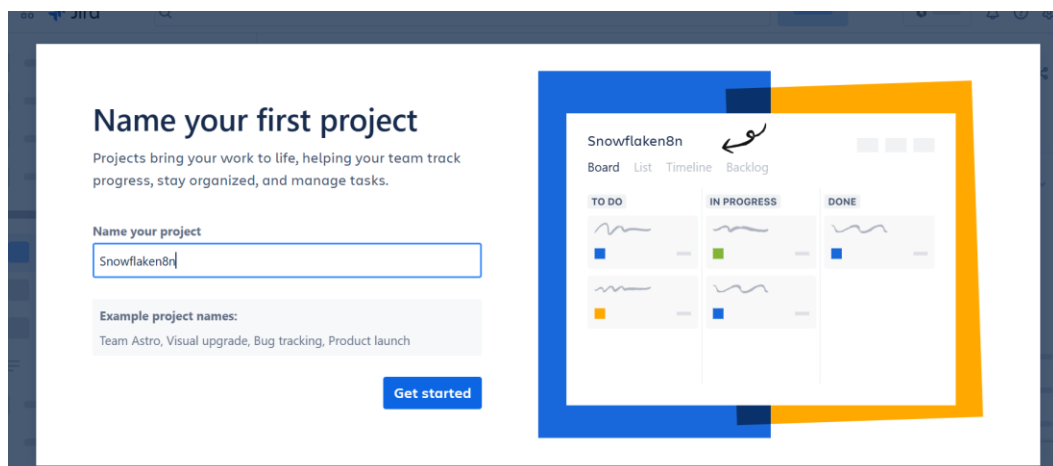 Jira
Name your first project
Projects bring your work to life, helping your team track
progress, stay organized, and manage tasks.
Name your project
Snowflaken8n
Example project names:
Team Astro, Visual upgrade, Bug tracking, Product launch
Get started
Snowflaken8n
Board List Timeline Backlog
TO DO IN PROGRESS DONE